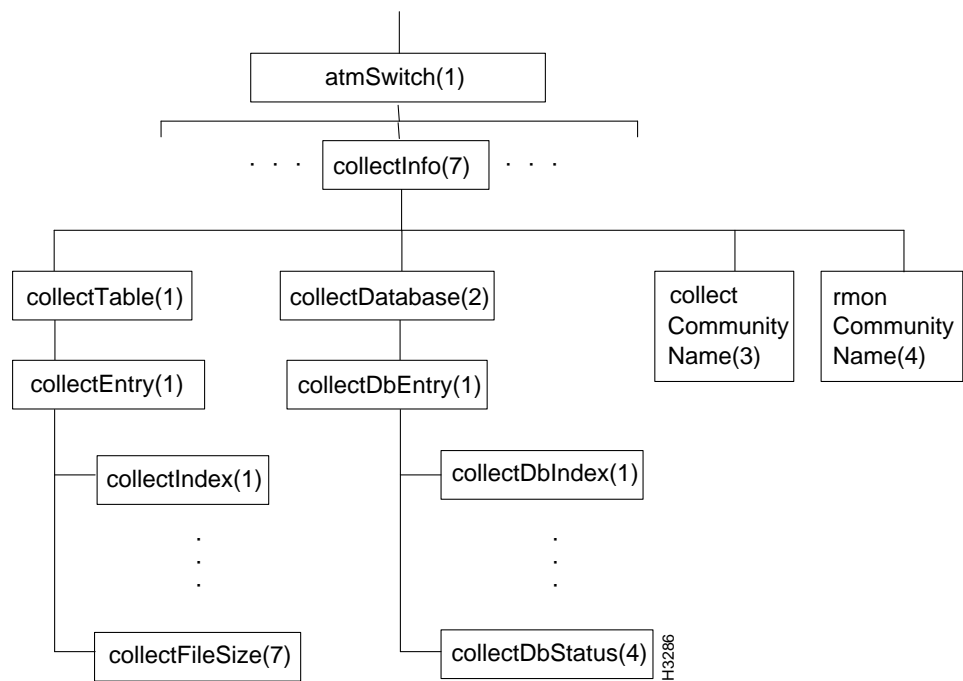 atmSwitch(1)
. . . collectInfo(7) . . .
collectTable(1)
collectDatabase(2)
collect
Community
Name(3)
rmon
Community
Name(4)
collectEntry(1)
collectDbEntry(1)
collectIndex(1)
collectDbIndex(1)
.
.
.
.
.
.
collectFileSize(7)
collectDbStatus(4)
H3286